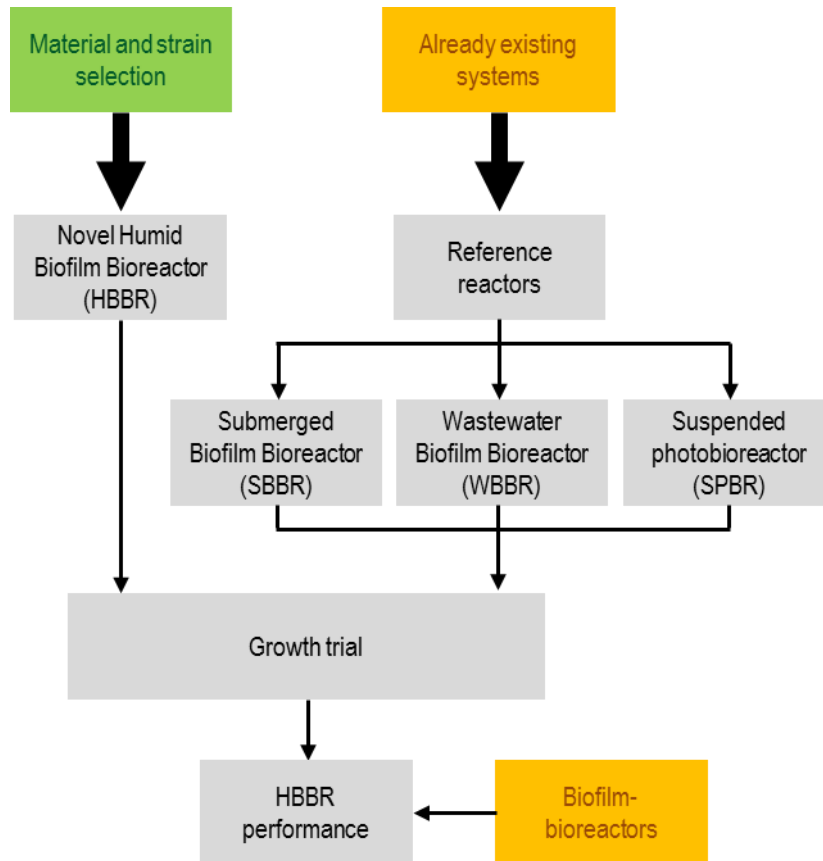 Material and strain
selection
Already existing
systems
Novel Humid
Biofilm Bioreactor
(HBBR)
Reference
reactors
Submerged
Biofilm Bioreactor
(SBBR)
Wastewater
Biofilm Bioreactor
(WBBR)
Suspended
photobioreactor
(SPBR)
Growth trial
HBBR
performance
Biofilm-
bioreactors